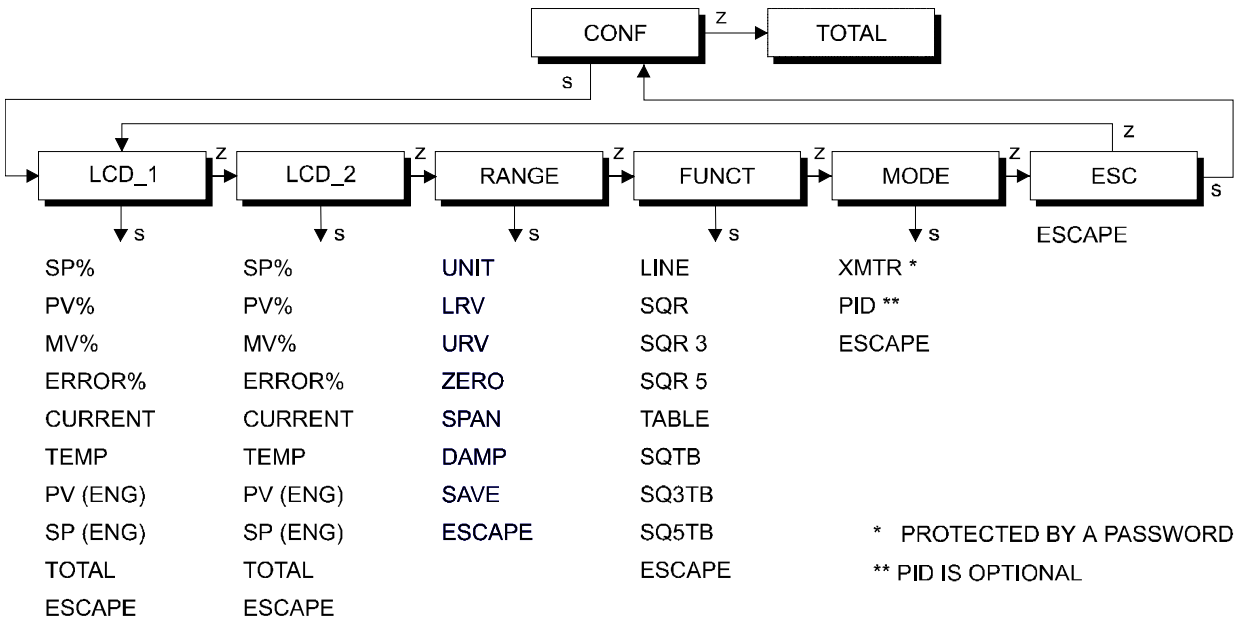 CONF
Z
TOTAL
s
z
LCD_1
z
LCD_2
z
RANGE
z
FUNCT
z
MODE
z
ESC
s
s
s
s
s
s
ESCAPE
SP%
PV%
MV%
ERROR%
CURRENT
TEMP
PV (ENG)
SP (ENG)
TOTAL
ESCAPE
SP%
PV%
MV%
ERROR%
CURRENT
TEMP
PV (ENG)
SP (ENG)
TOTAL
ESCAPE
UNIT
LRV
URV
ZERO
SPAN
DAMP
SAVE
ESCAPE
LINE
SQR
SQR 3
SQR 5
TABLE
SQTB
SQ3TB
SQ5TB
ESCAPE
XMTR *
PID **
ESCAPE
* PROTECTED BY A PASSWORD
** PID IS OPTIONAL